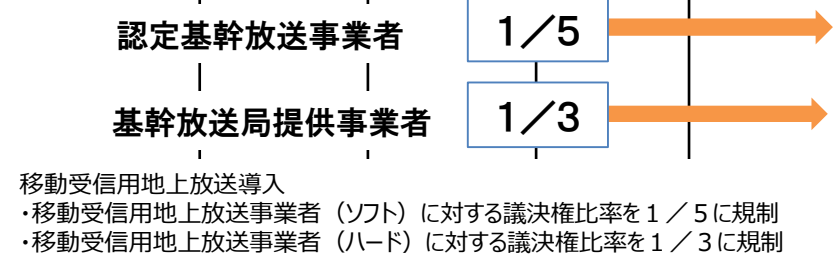 認定基幹放送事業者 1／5
基幹放送局提供事業者 1／3
移動受信用地上放送導入
・移動受信用地上放送事業者（ソフト）に対する議決権比率を１／５に規制
・移動受信用地上放送事業者（ハード）に対する議決権比率を１／３に規制